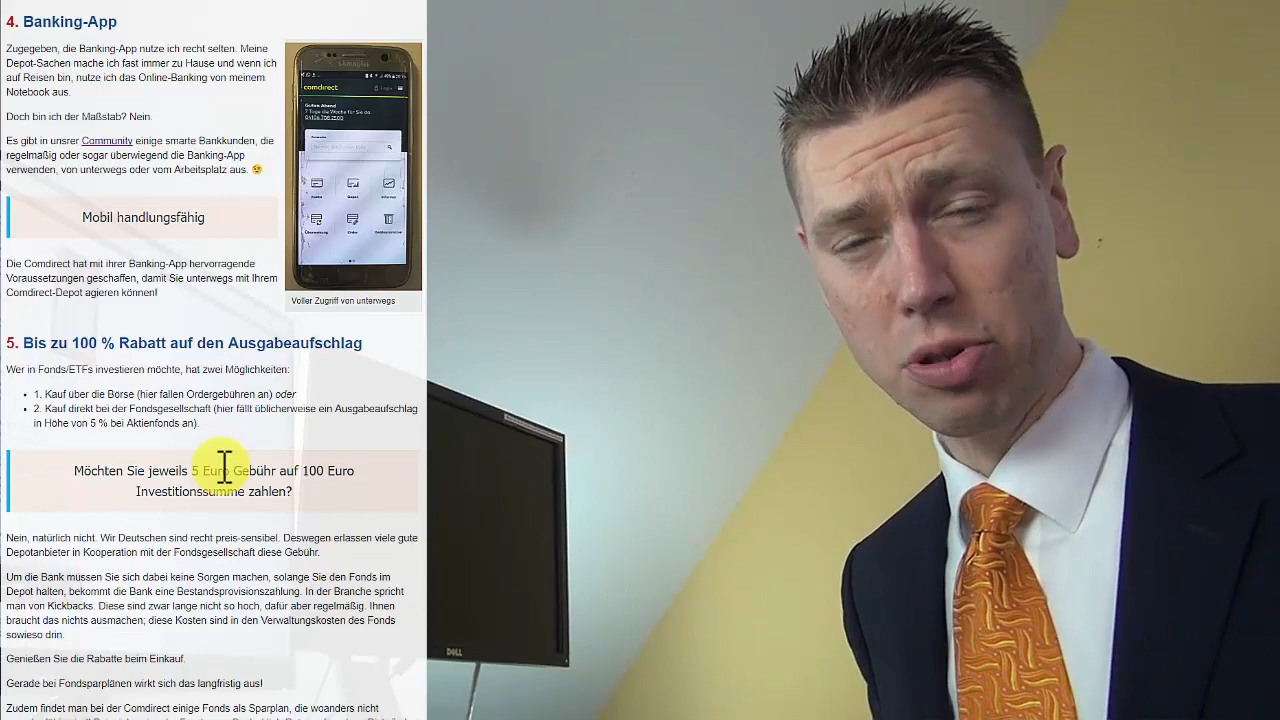 4. Banking-App
Zugegeben, die Banking-App nutze ich recht selten. Meine
Depot-Sachen mache ich fast immer zu Hause und wenn ich
auf Reisen bin, nutze ich das Online-Banking von meinem
Notebook aus.
Doch bin ich der Maßstab? Nein.
Es gibt in unsrer Community einige smarte Bankkunden, die
regelmäßig oder sogar überwiegend die Banking-App
verwenden, von unterwegs oder vom Arbeitsplatz aus. 😉
Mobil handlungsfähig
Die Comdirect hat mit ihrer Banking-App hervorragende
Voraussetzungen geschaffen, damit Sie unterwegs mit Ihrem
Comdirect-Depot agieren können!
SAMSUNG
comdirect
Login
Guten Abend
7 Tage die Woche für Sie da.
Voller Zugriff von unterwegs
5. Bis zu 100 % Rabatt auf den Ausgabeaufschlag
Wer in Fonds/ETFs investieren möchte, hat zwei Möglichkeiten:
1. Kauf über die Börse (hier fallen Ordergebühren an) oder
2. Kauf direkt bei der Fondsgesellschaft (hier fällt üblicherweise ein Ausgabeaufschlag
in Höhe von 5 % bei Aktienfonds an).
Möchten Sie jeweils 5 Euro Gebühr auf 100 Euro
Investitionssumme zahlen?
Nein, natürlich nicht. Wir Deutschen sind recht preis-sensibel. Deswegen erlassen viele gute
Depotanbieter in Kooperation mit der Fondsgesellschaft diese Gebühr.
Um die Bank müssen Sie sich dabei keine Sorgen machen, solange Sie den Fonds im
Depot halten, bekommt die Bank eine Bestandsprovisionszahlung. In der Branche spricht
man von Kickbacks. Diese sind zwar lange nicht so hoch, dafür aber regelmäßig. Ihnen
braucht das nichts ausmachen; diese Kosten sind in den Verwaltungskosten des Fonds
sowieso drin.
Genießen Sie die Rabatte beim Einkauf.
Gerade bei Fondsparplänen wirkt sich das langfristig aus!
Zudem findet man bei der Comdirect einige Fonds als Sparplan, die woanders nicht
DELL